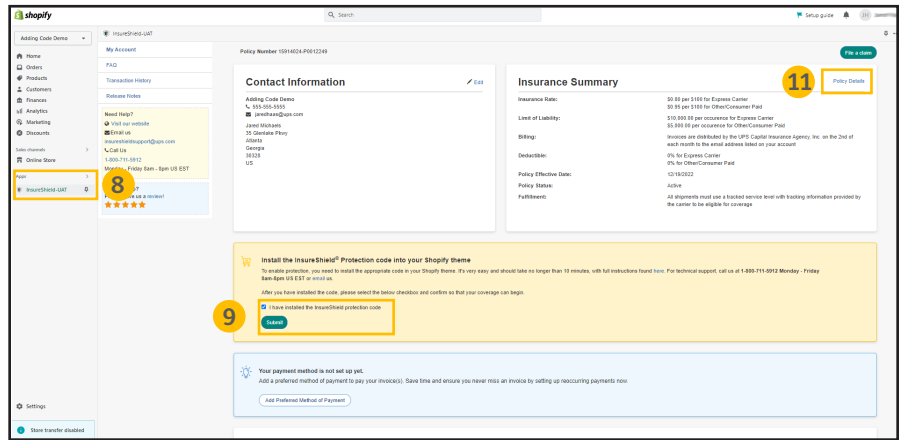 shopify
Search
Setup guide
JH
Adding Code Demo
Home
Orders
Products
Customers
Finances
Analytics
Marketing
Discounts
Sales channels
Online Store
Apps
InsureShield-UAT
8
Settings
Store transfer disabled
InsureShield-UAT
My Account
FAQ
Transaction History
Release Notes
Need Help?
Visit our website
Email us
insureshieldsupport@ups.com
Call Us
1-800-711-5912
Monday - Friday 8am - 8pm US EST
us a review!
Policy Number 15914024-P0012249
File a claim
Contact Information
Edit
Adding Code Demo
555-555-5555
jareshaas@ups.com
Jared Michaels
35 Glenlake Pkwy
Atlanta
Georgia
30328
US
Insurance Summary
11
Policy Details
Insurance Rate:
$0.80 per $100 for Express Carrier
$0.95 per $100 for Other/Consumer Paid
Limit of Liability:
$10,000.00 per occurence for Express Carrier
$5,000.00 per occurence for Other/Consumer Paid
Billing:
Invoices are distributed by the UPS Capital Insurance Agency, Inc. on the 2nd of
each month to the email address listed on your account
Deductible:
0% for Express Carrier
0% for Other/Consumer Paid
Policy Effective Date:
12/19/2022
Policy Status:
Active
Fulfillment:
All shipments must use a backed service level with tracking information provided by
the carrier to be eligible for coverage
Install the InsureShield® Protection code into your Shopify theme
To enable protection, you need to install the appropriate code in your Shopify theme. It's very easy and should take no longer than 10 minutes, with full instructions found here. For technical support, call us at 1-800-711-5912 Monday - Friday
8am-8pm US EST or email us.
After you have installed the code, please select the below checkbox and confirm so that your coverage can begin.
9
I have installed the InsureShield protection code
Submit
Your payment method is not set up yet.
Add a preferred method of payment to pay your invoice(s). Save time and ensure you never miss an invoice by setting up reoccurring payments now.
Add Preferred Method of Payment